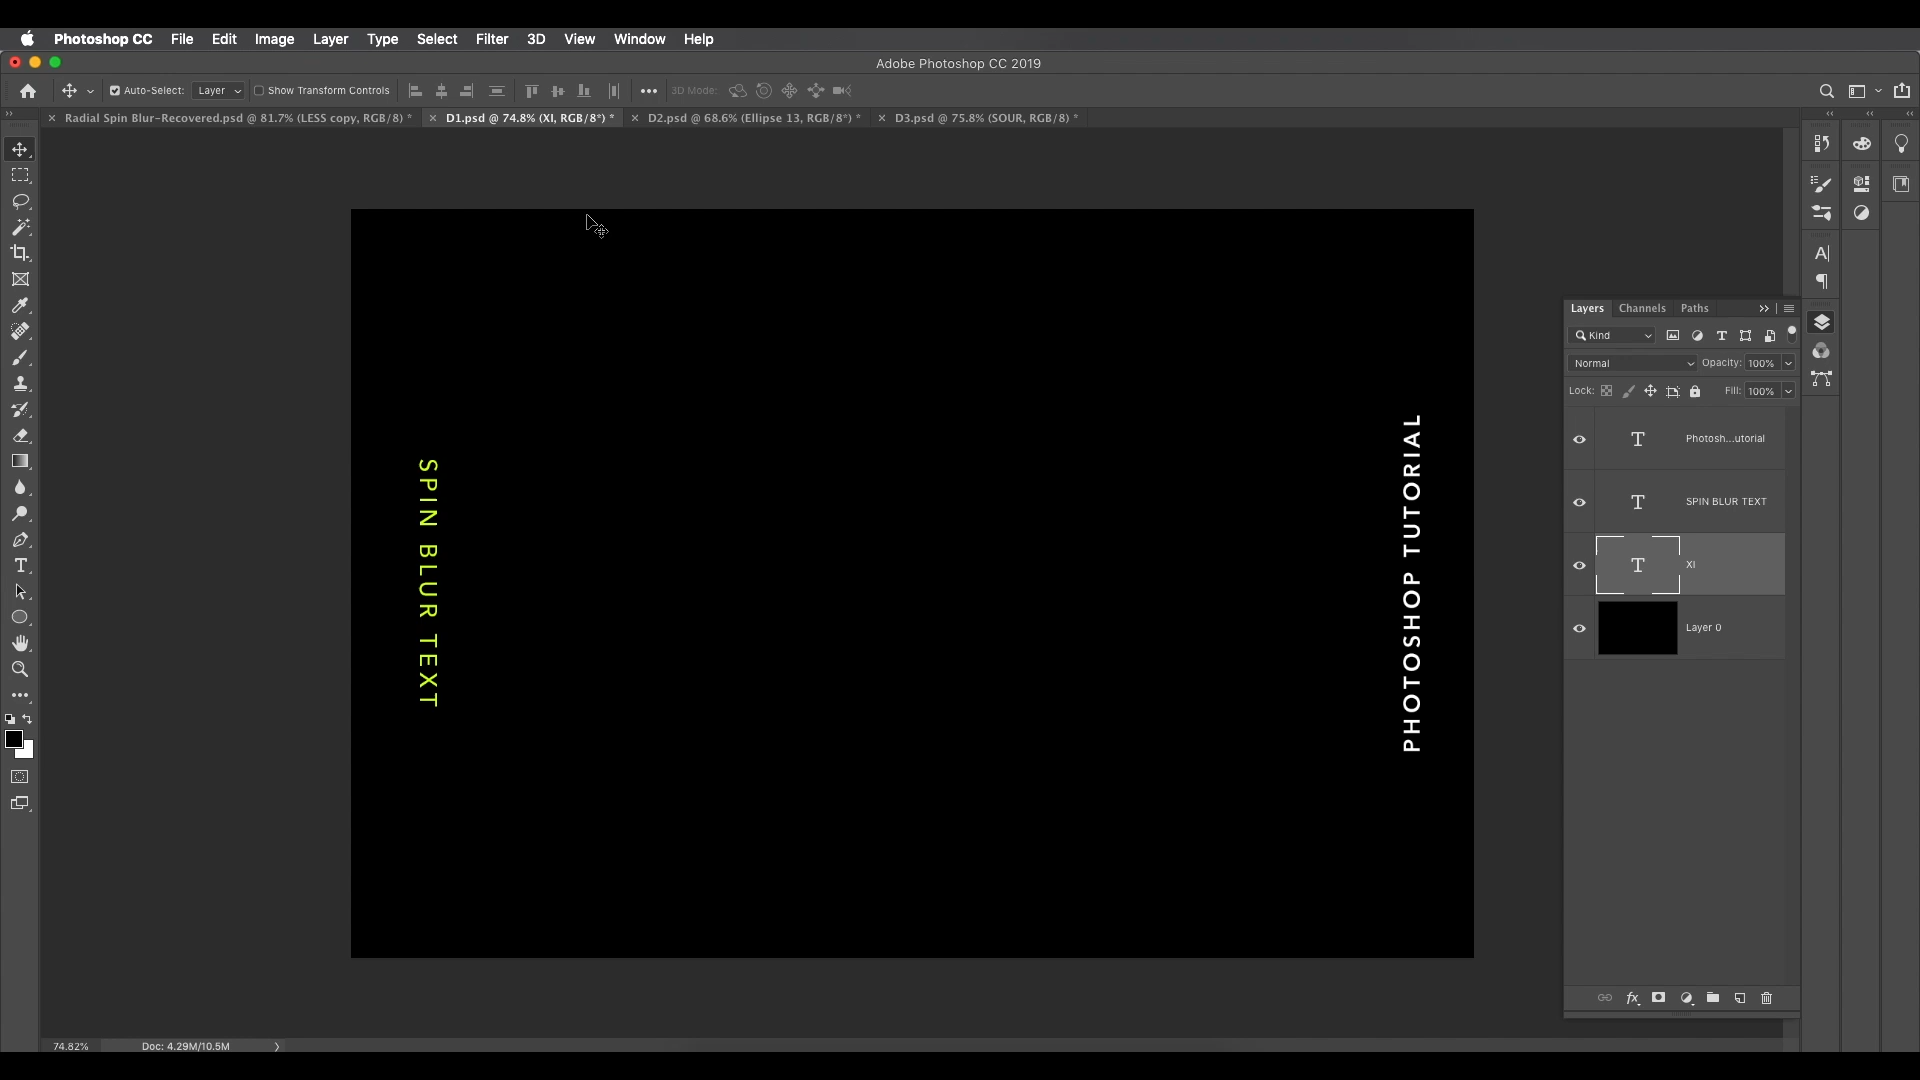 Photoshop CC File Edit Image Layer Type Select Filter 3D View Window Help
Adobe Photoshop CC 2019
Auto-Select: Layer Show Transform Controls 3D Mode:
Radial Spin Blur-Recovered.psd @ 81.7% (LESS copy, RGB/8) *
D1.psd @ 74.8% (XI, RGB/8*) *
D2.psd @ 68.6% (Ellipse 13, RGB/8*) *
D3.psd @ 75.8% (SOUR, RGB/8) *
SPIN BLUR TEXT
PHOTOSHOP TUTORIAL
Layers Channels Paths
Kind
Normal Opacity: 100%
Lock: Fill: 100%
Photosh...utorial
SPIN BLUR TEXT
XI
Layer 0
fx
74.82% Doc: 4.29M/10.5M